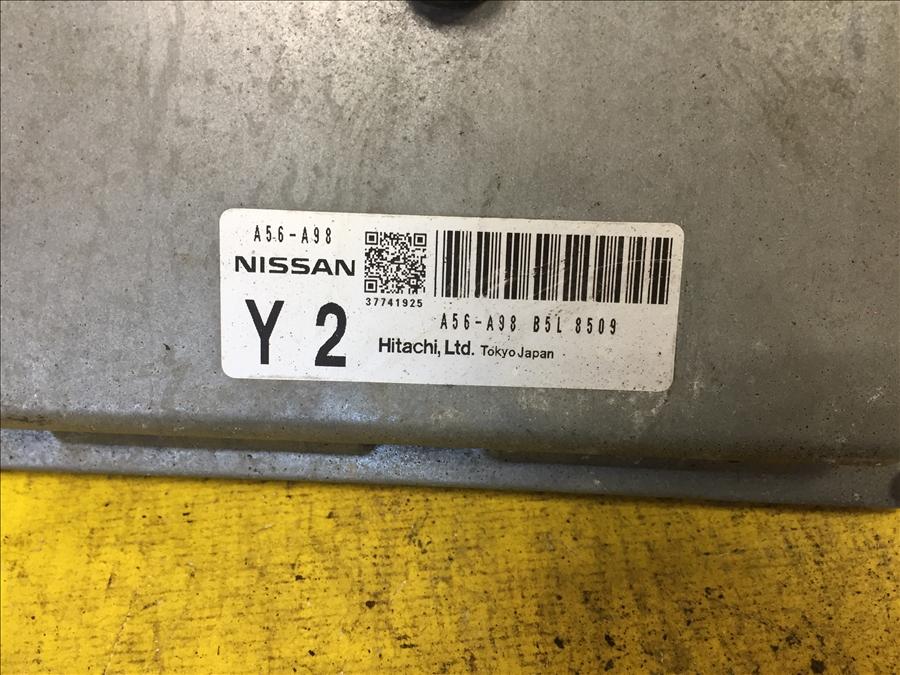 A56-A98
NISSAN
37741925
Y 2
A56-A98 B5L 8509
Hitachi, Ltd. Tokyo Japan